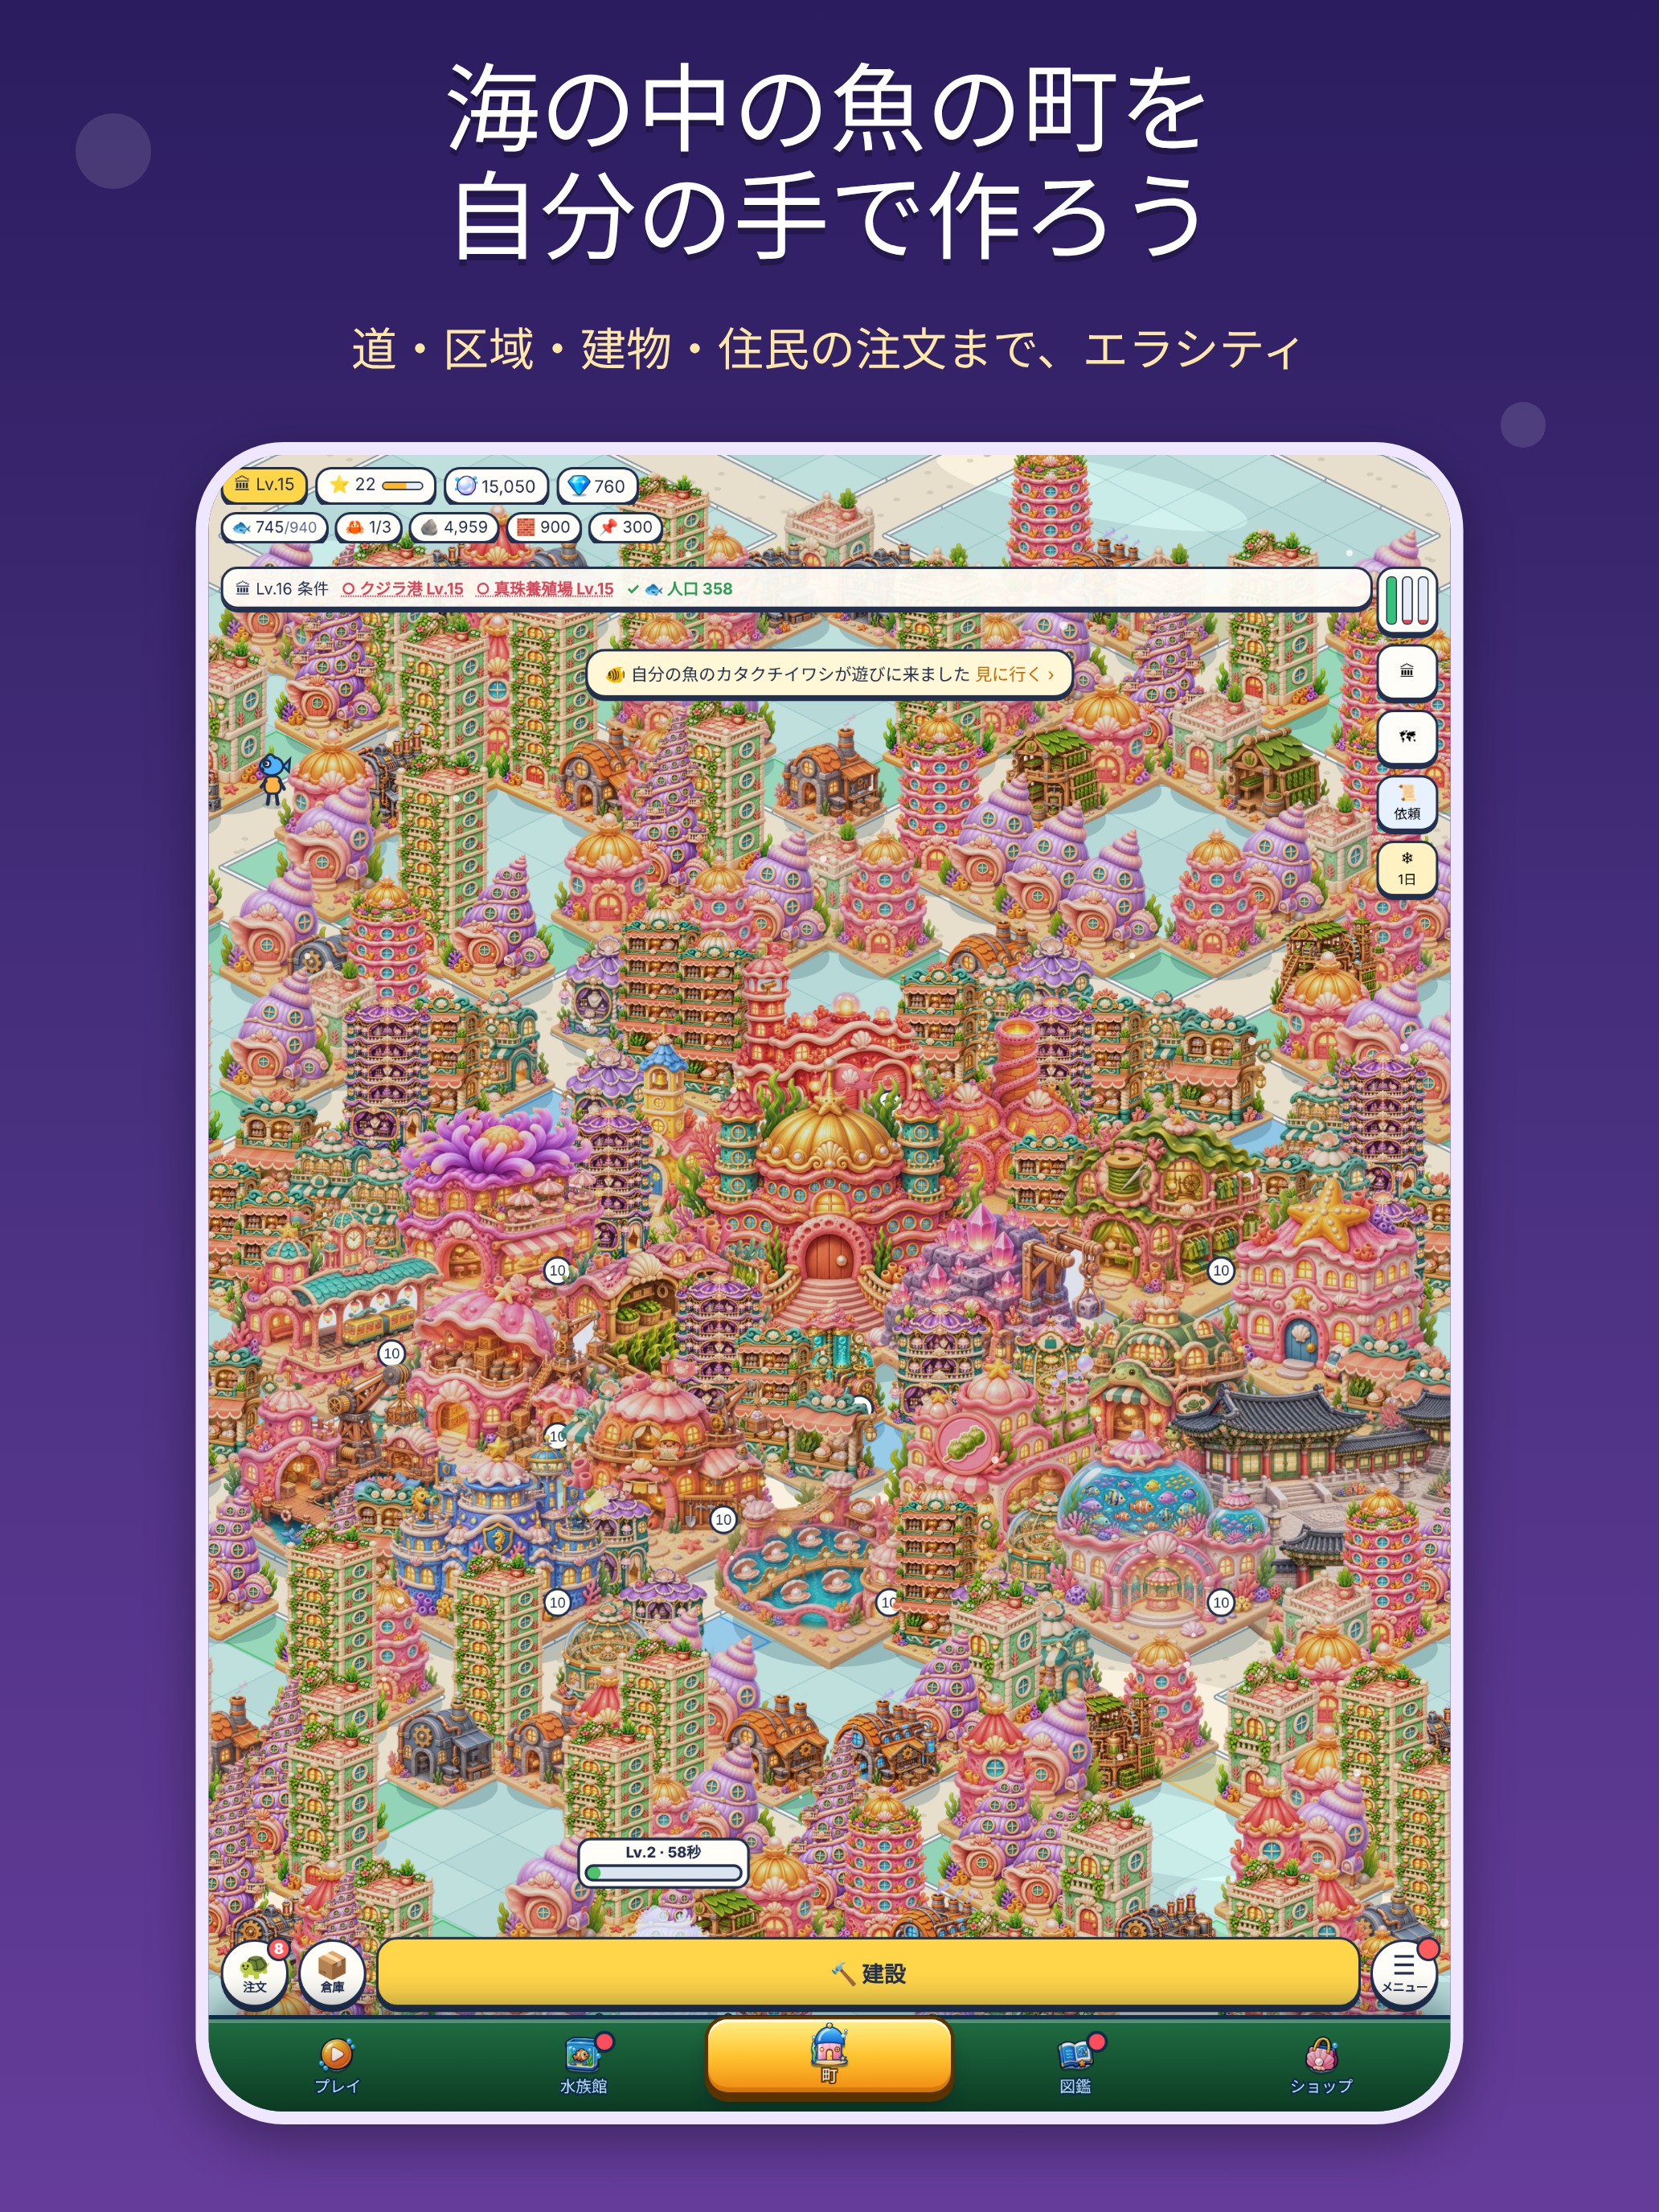 海の中の魚の町を
自分の手で作ろう
道・区域・建物・住民の注文まで、エラシティ
Lv.15 22 15,050 760
745/940 1/3 4,959 900 300
Lv.16 条件 クジラ港 Lv.15 真珠養殖場 Lv.15 ✓ 人口 358
自分の魚のカタクチイワシが遊びに来ました 見に行く ›
依頼
1日
10
10
10
10
10
10
10
10
Lv.2 · 58秒
8
注文
倉庫
建設
メニュー
プレイ
水族館
町
図鑑
ショップ